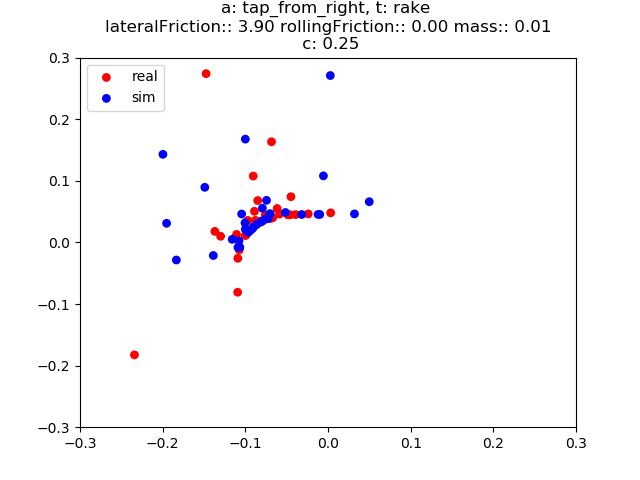 a: tap_from_right, t: rake
lateralFriction:: 3.90 rollingFriction:: 0.00 mass:: 0.01
c: 0.25
real
sim
0.3
0.2
0.1
0.0
−0.1
−0.2
−0.3
−0.3 −0.2 −0.1 0.0 0.1 0.2 0.3